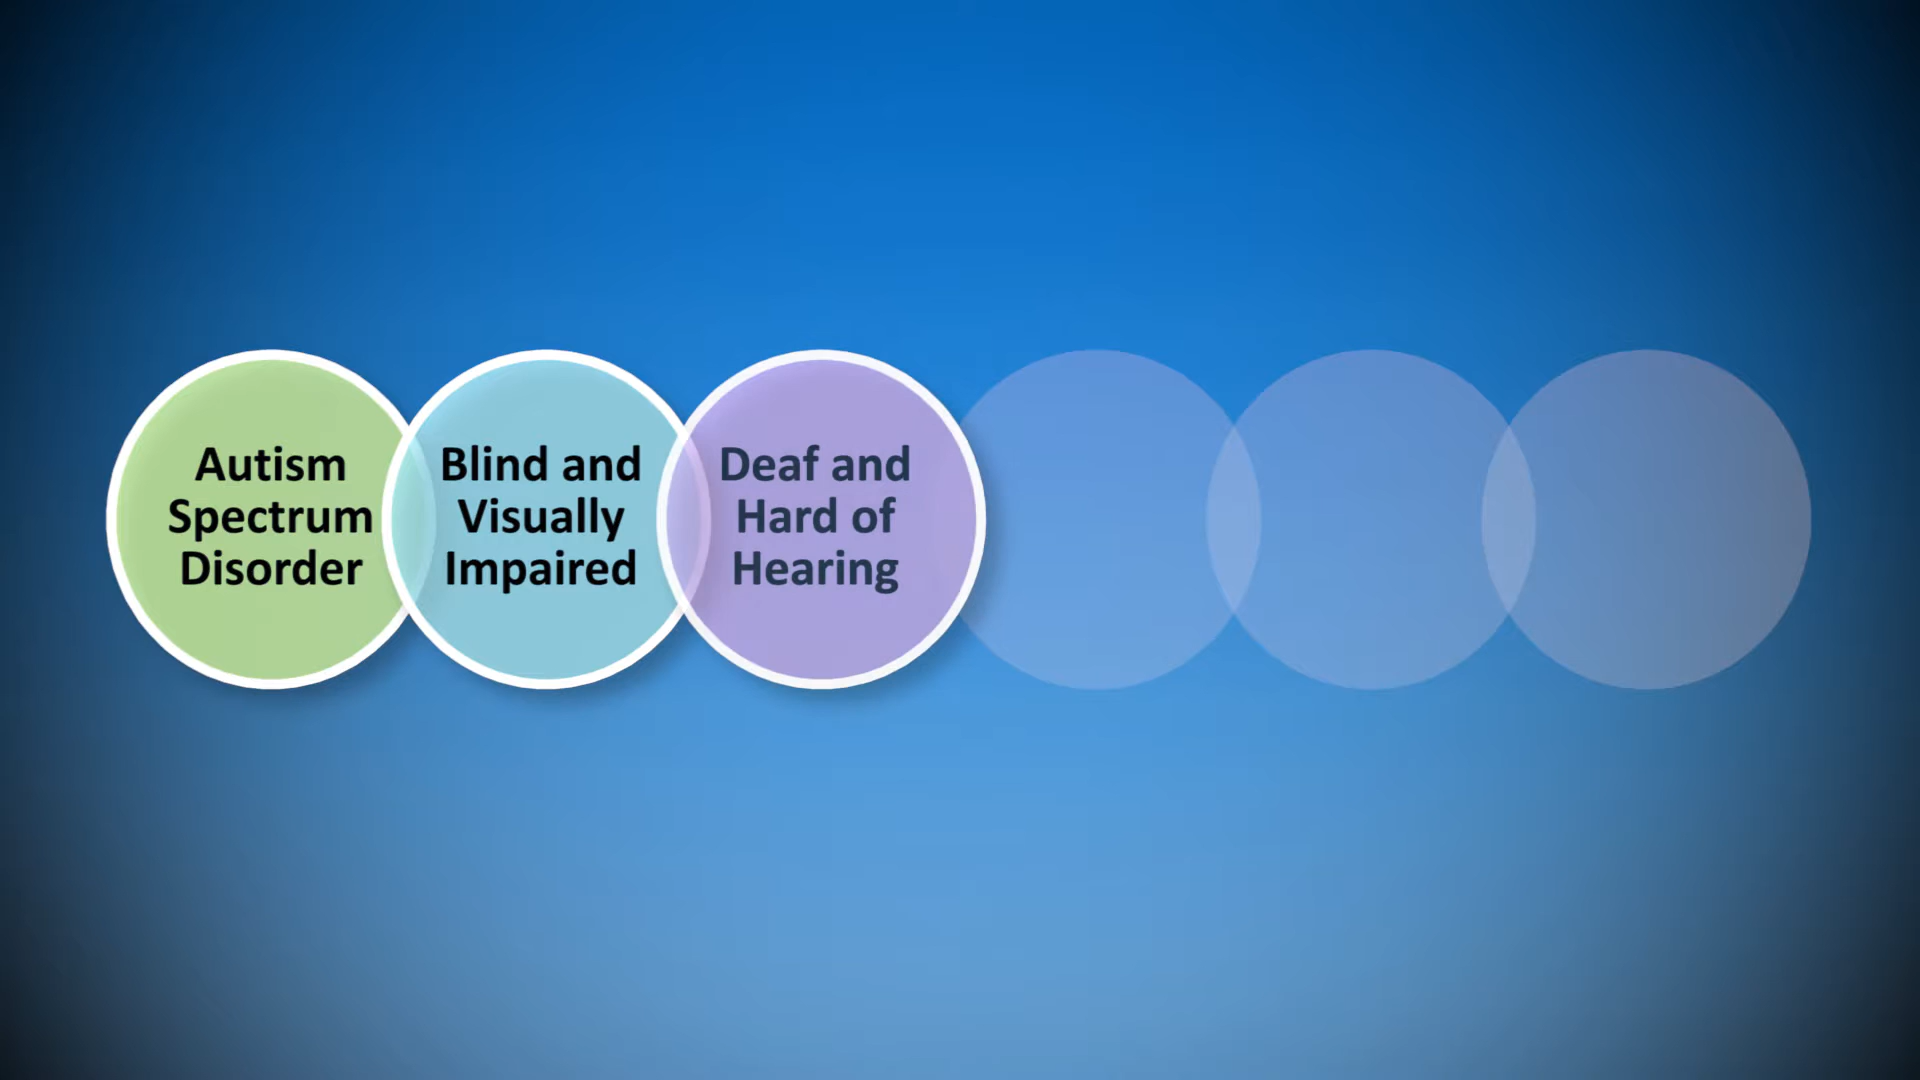 Autism
Spectrum
Disorder
Blind and
Visually
Impaired
Deaf and
Hard of
Hearing